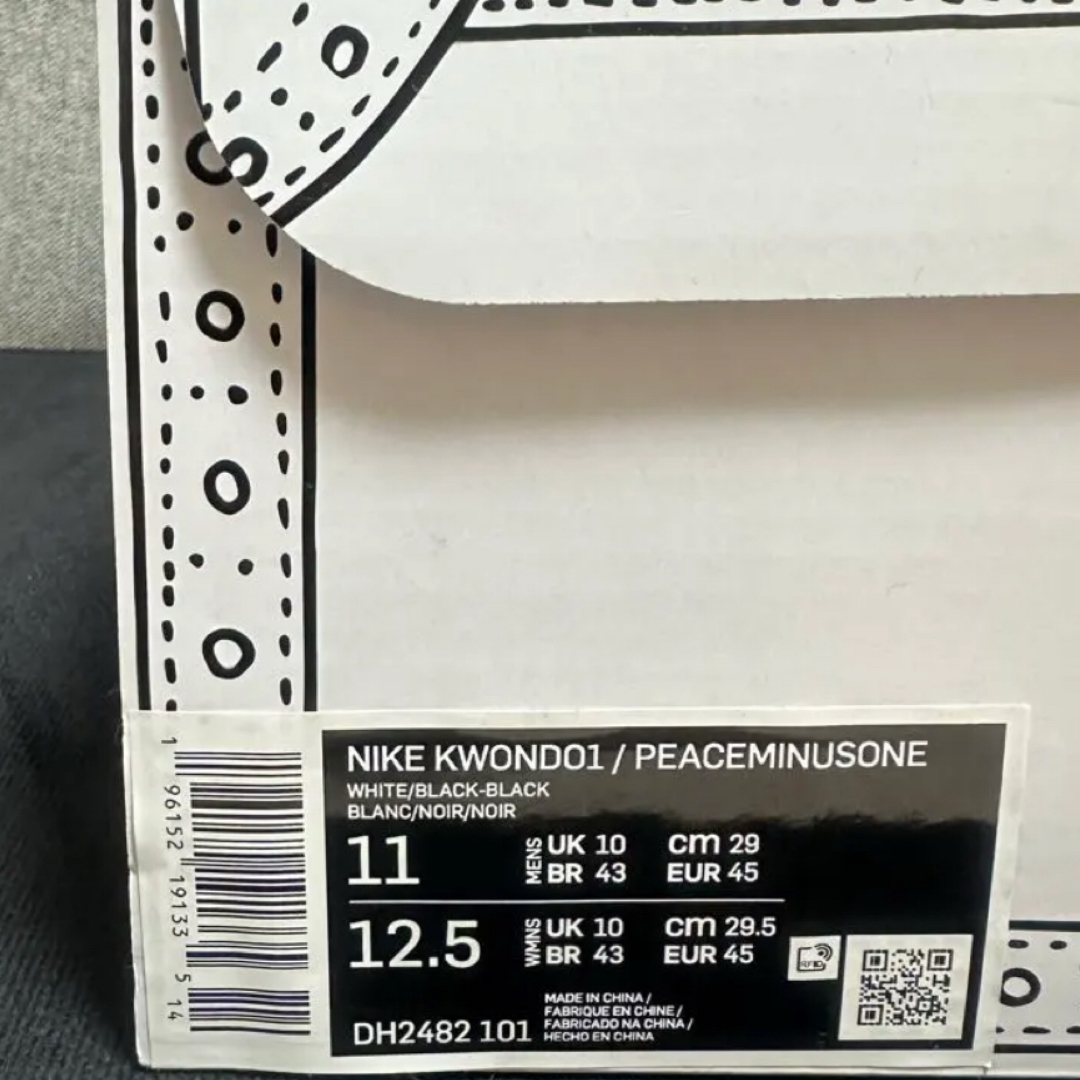 NIKE KWONDO1 / PEACEMINUSONE
WHITE/BLACK-BLACK
BLANC/NOIR/NOIR
11 MENS UK 10 cm 29
BR 43 EUR 45
12.5 WMNS UK 10 cm 29.5
BR 43 EUR 45
RFID
MADE IN CHINA /
FABRIQUE EN CHINE /
FABRICADO NA CHINA /
HECHO EN CHINA
DH2482 101
1 96152 19133 5 14